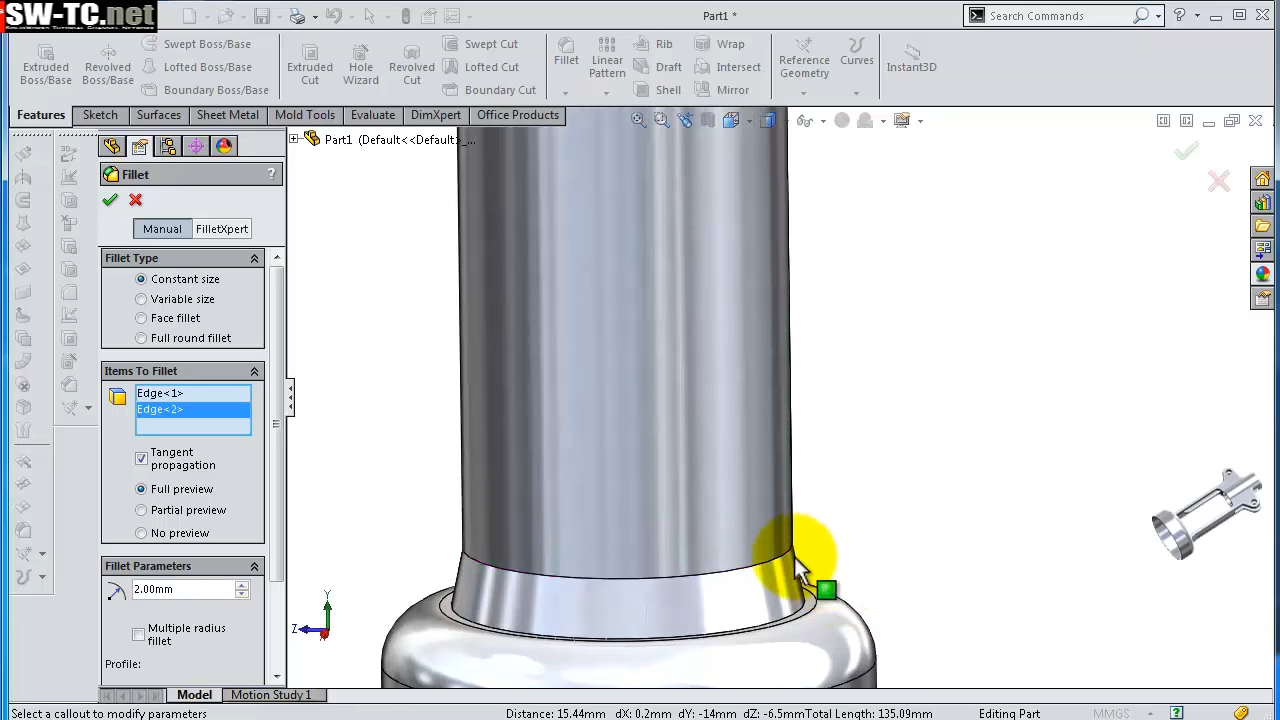 SW-TC.net
SOLIDWORKS TUTORIAL CHANNEL NETWORK
Part1 *
Search Commands
Extruded Boss/Base
Revolved Boss/Base
Swept Boss/Base
Lofted Boss/Base
Boundary Boss/Base
Extruded Cut
Hole Wizard
Revolved Cut
Swept Cut
Lofted Cut
Boundary Cut
Fillet
Linear Pattern
Rib
Draft
Shell
Wrap
Intersect
Mirror
Reference Geometry
Curves
Instant3D
Features
Sketch
Surfaces
Sheet Metal
Mold Tools
Evaluate
DimXpert
Office Products
Part1 (Default<<Default>_...
Fillet
?
Manual
FilletXpert
Fillet Type
Constant size
Variable size
Face fillet
Full round fillet
Items To Fillet
Edge<1>
Edge<2>
Tangent
propagation
Full preview
Partial preview
No preview
Fillet Parameters
2.00mm
Multiple radius
fillet
Profile:
Y
Z
Model
Motion Study 1
Select a callout to modify parameters
Distance: 15.44mm dX: 0.2mm dY: -14mm dZ: -6.5mmTotal Length: 135.09mm
Editing Part
MMGS